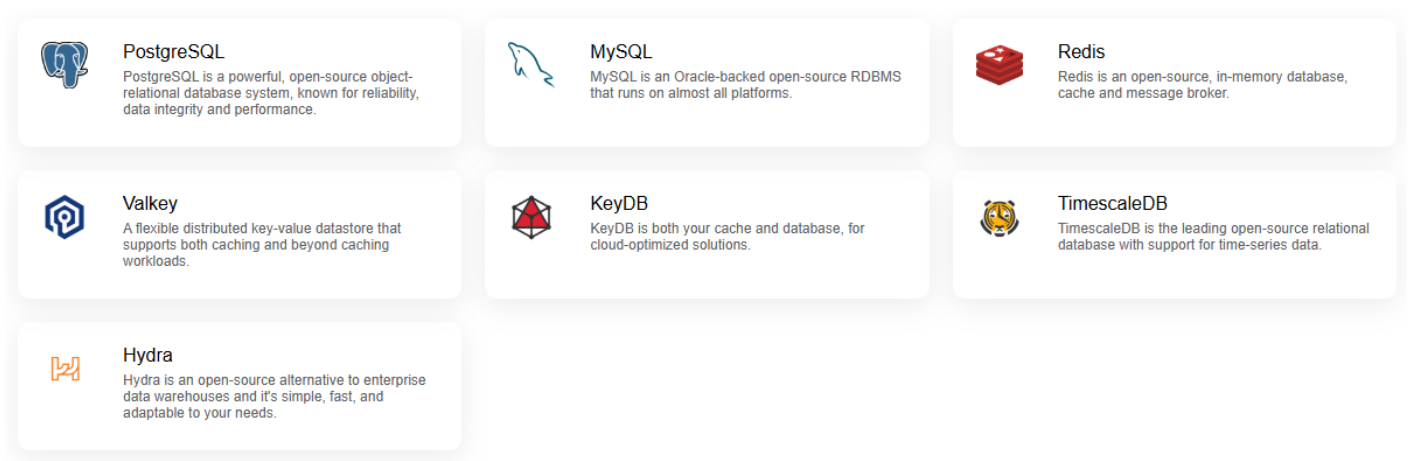 PostgreSQL
PostgreSQL is a powerful, open-source object-
relational database system, known for reliability,
data integrity and performance.
MySQL
MySQL is an Oracle-backed open-source RDBMS
that runs on almost all platforms.
Redis
Redis is an open-source, in-memory database,
cache and message broker.
Valkey
A flexible distributed key-value datastore that
supports both caching and beyond caching
workloads.
KeyDB
KeyDB is both your cache and database, for
cloud-optimized solutions.
TimescaleDB
TimescaleDB is the leading open-source relational
database with support for time-series data.
Hydra
Hydra is an open-source alternative to enterprise
data warehouses and it's simple, fast, and
adaptable to your needs.